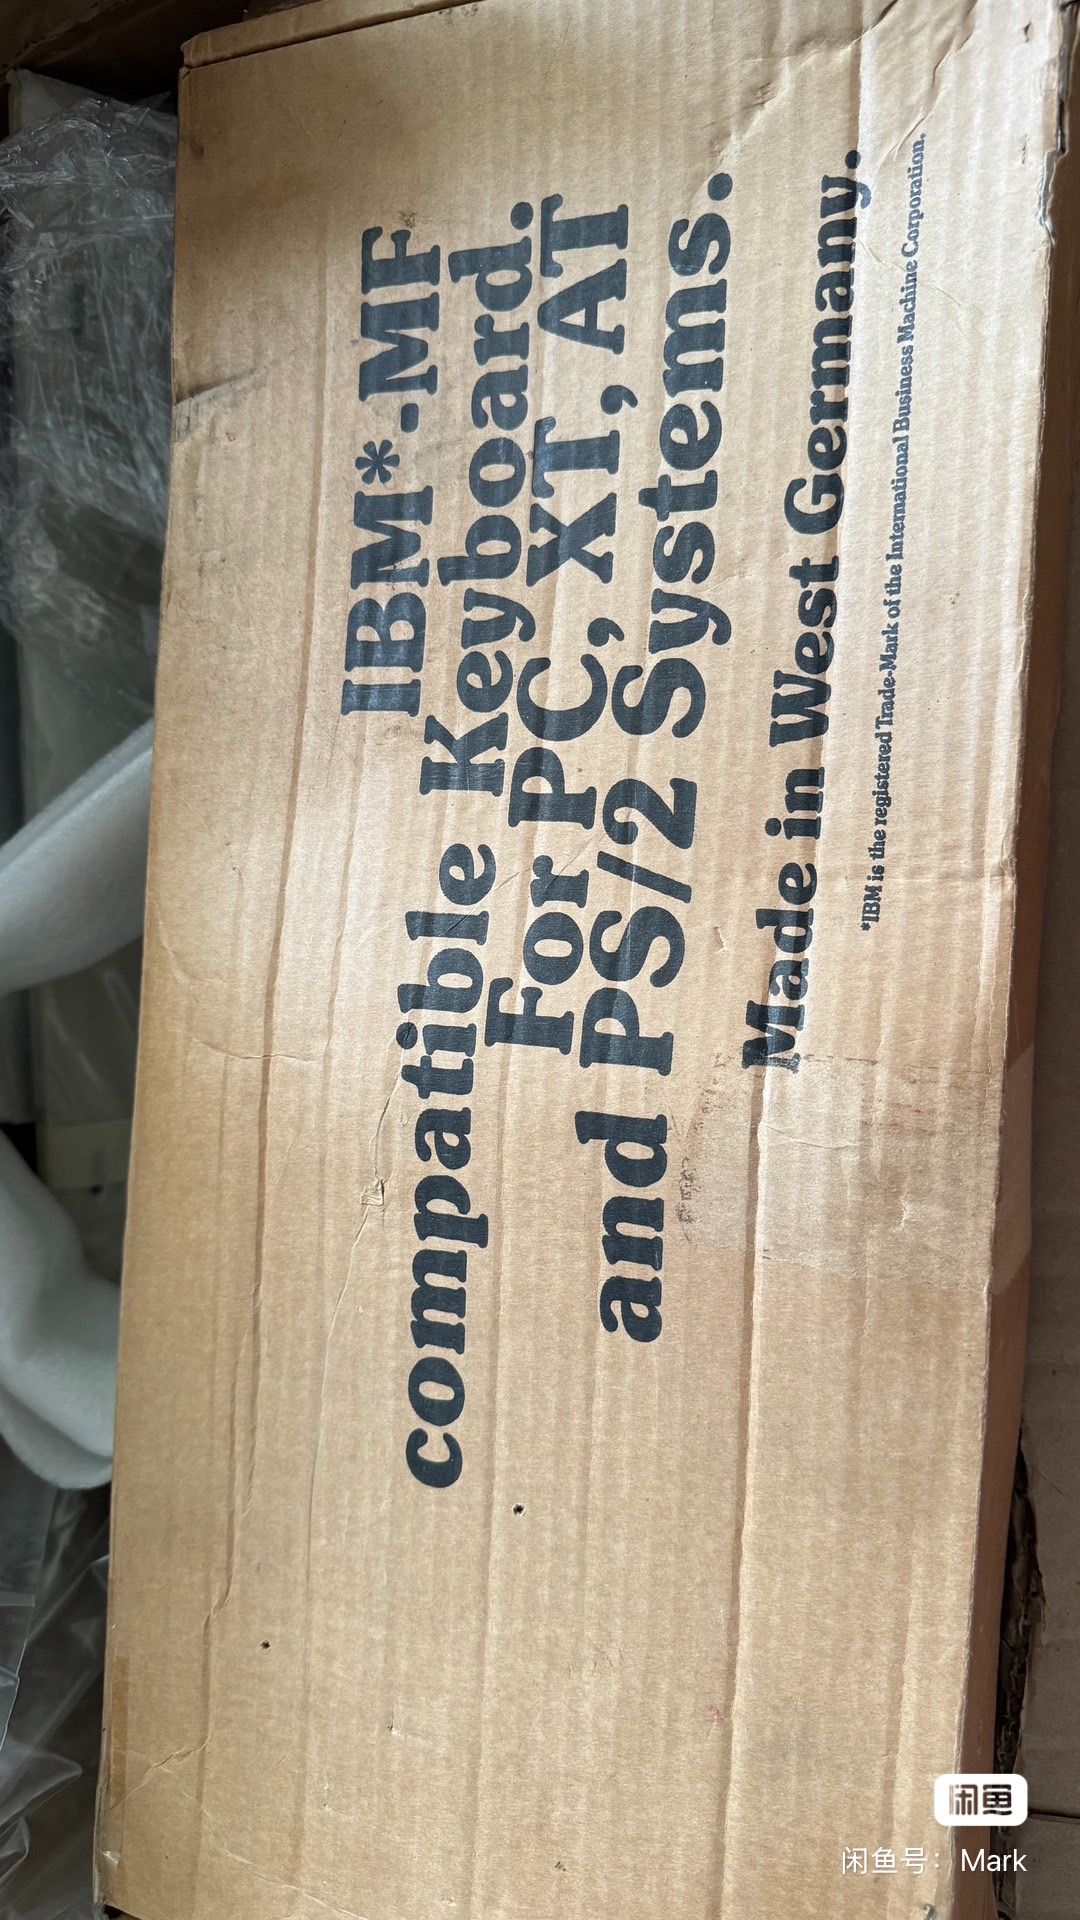 IBM*-MF
compatible Keyboard.
For PC, XT, AT
and PS/2 Systems.
Made in West Germany.
*IBM is the registered Trade-Mark of the International Business Machine Corporation.
闲鱼
闲鱼号：Mark